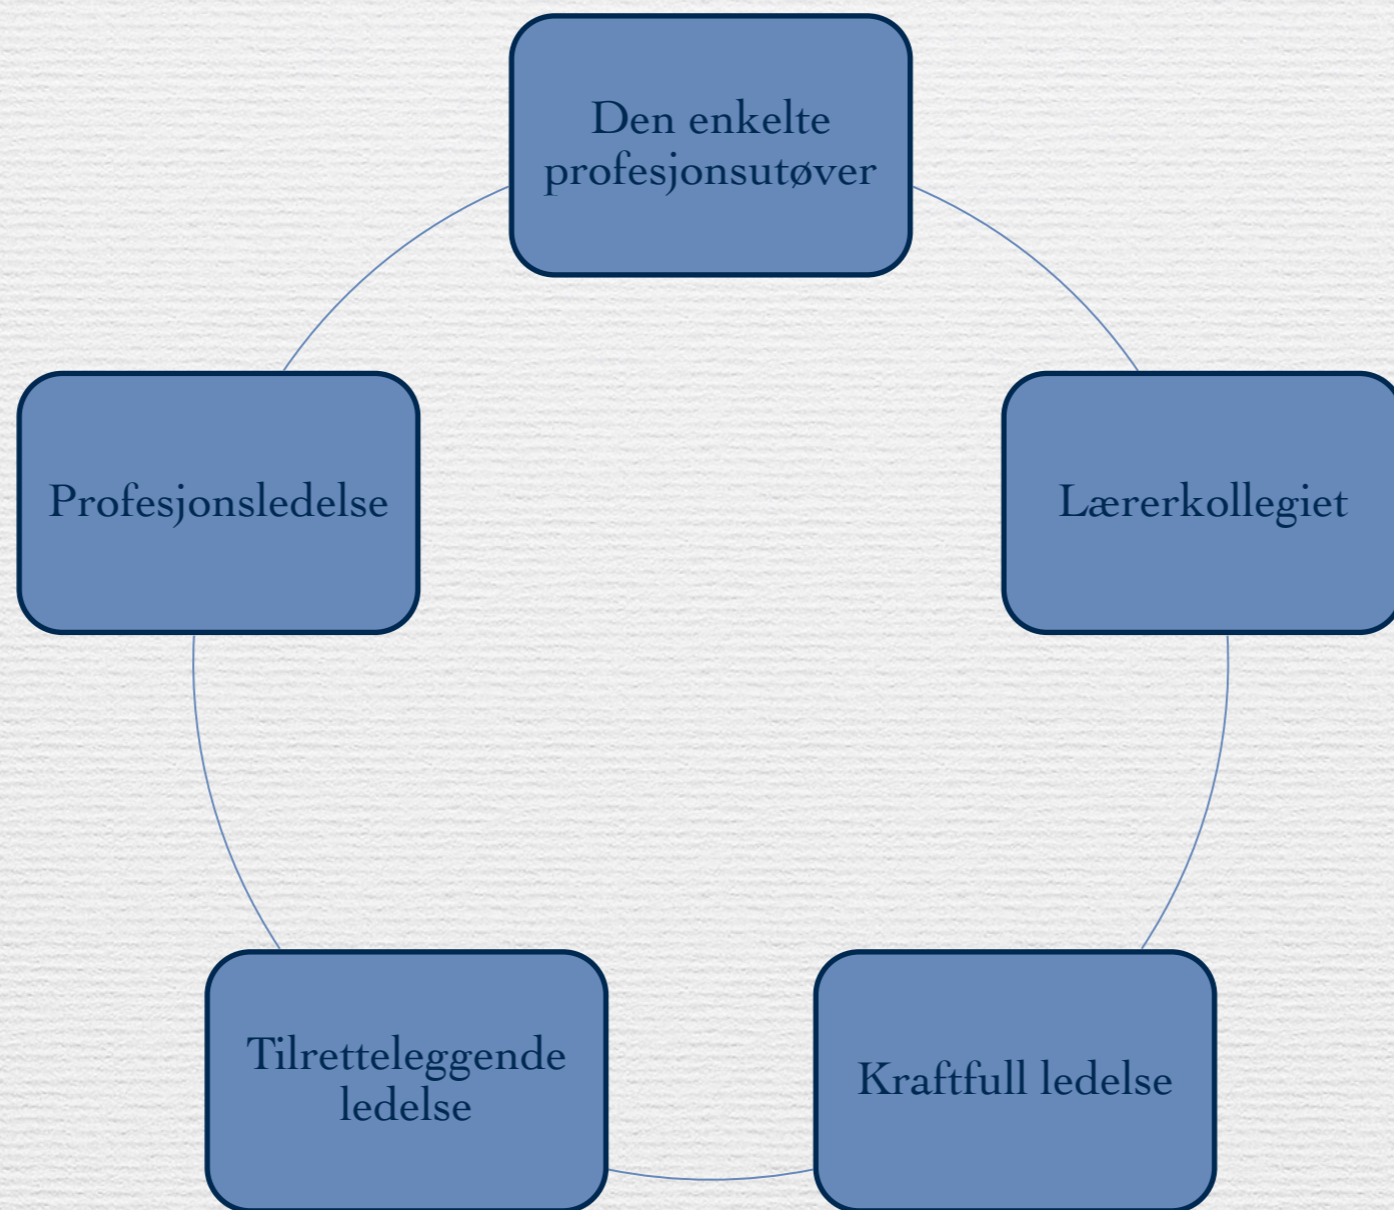 Den enkelte
profesjonsutøver
Profesjonsledelse
Lærerkollegiet
Tilretteleggende
ledelse
Kraftfull ledelse